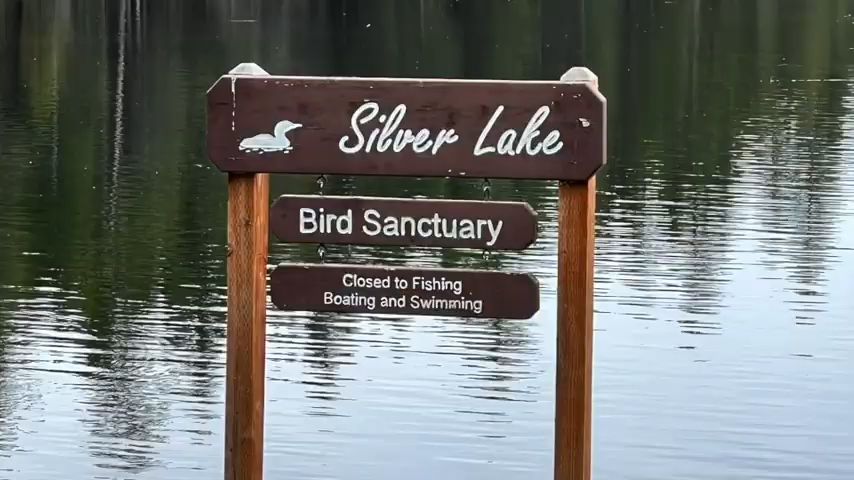 Silver Lake
Bird Sanctuary
Closed to Fishing
Boating and Swimming